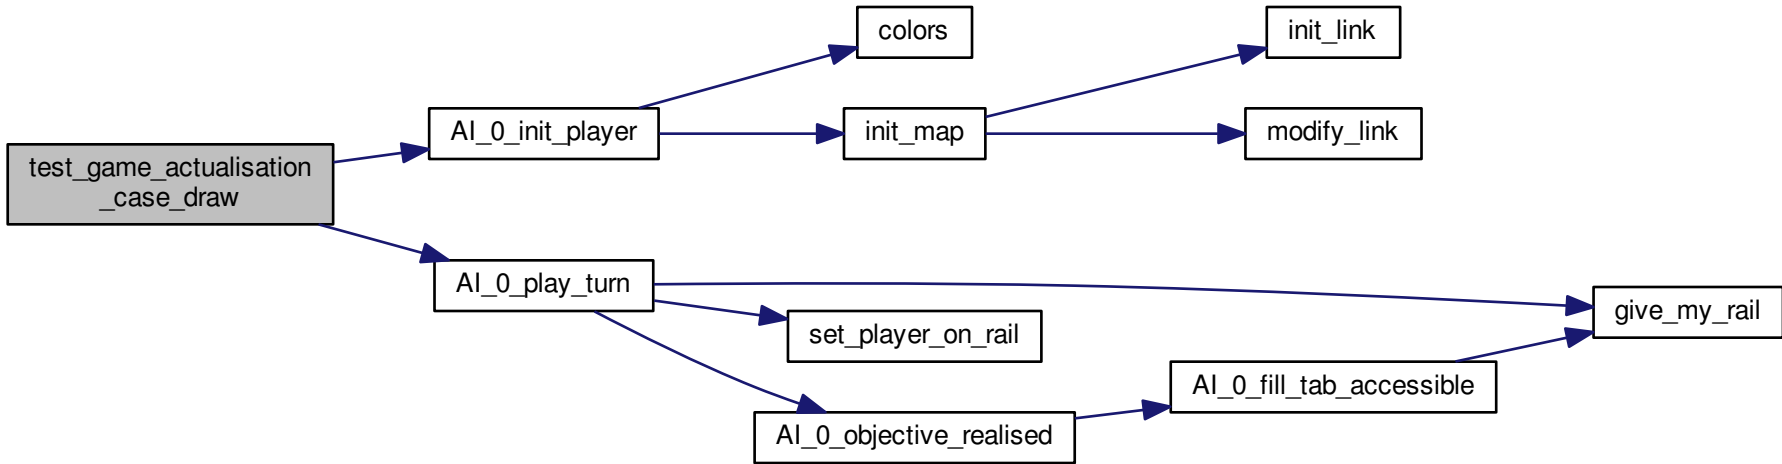 test_game_actualisation
_case_draw
AI_0_init_player
colors
init_map
init_link
modify_link
AI_0_play_turn
set_player_on_rail
AI_0_objective_realised
AI_0_fill_tab_accessible
give_my_rail